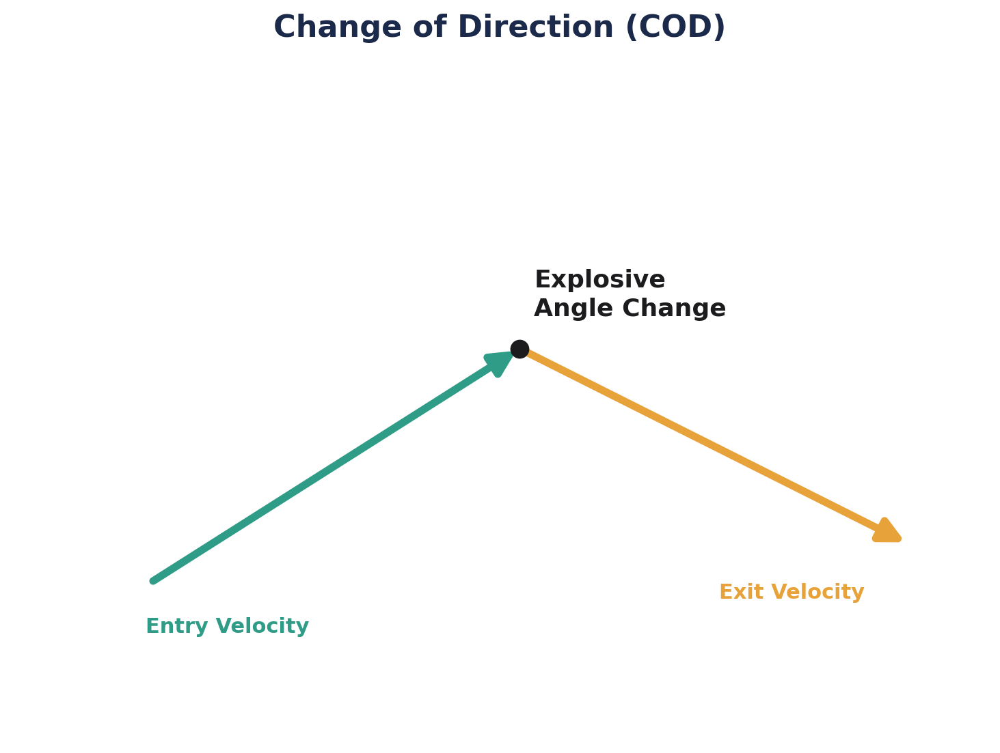 Change of Direction (COD)
Explosive
Angle Change
Exit Velocity
Entry Velocity